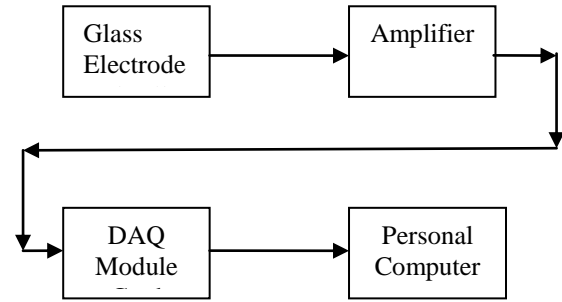 Glass
Electrode
Amplifier
DAQ
Module
Personal
Computer